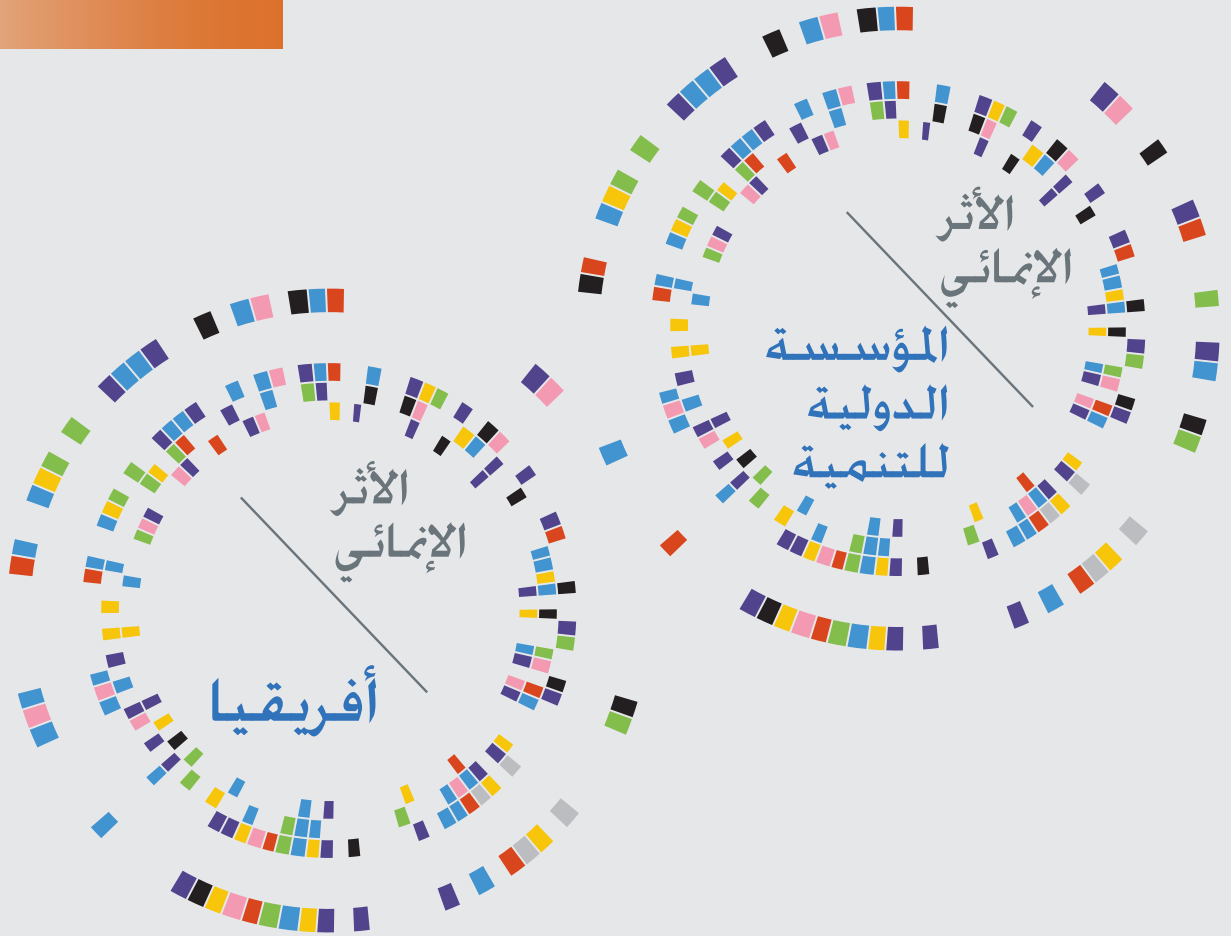 الأثر
الإنمائي
المؤسسة
الدولية
للتنمية
الأثر
الإنمائي
أفريقيا